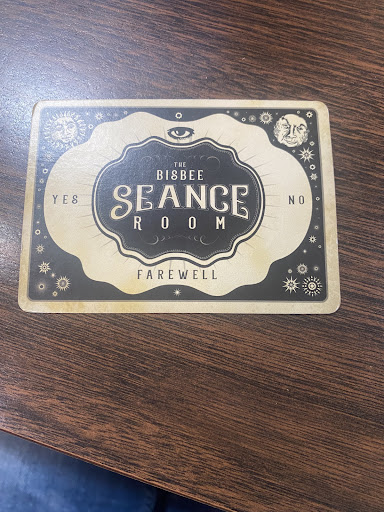 THE
BISBEE
SEANCE
YES
NO
ROOM
FAREWELL